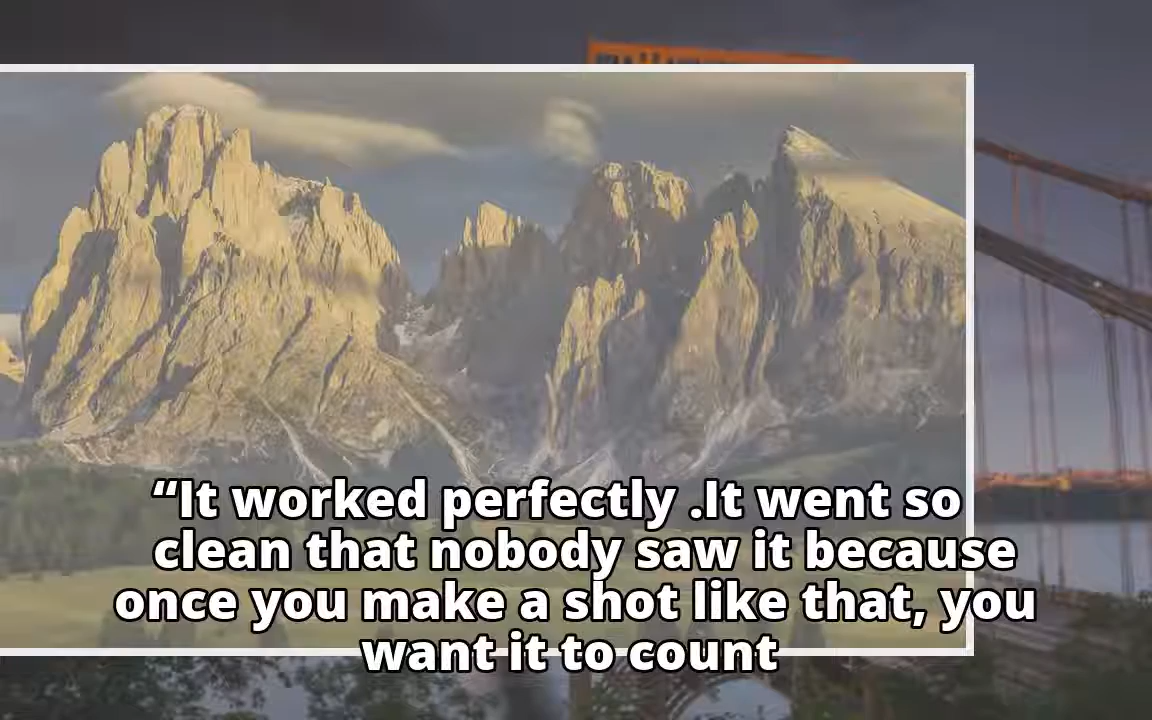 “It worked perfectly .It went so
clean that nobody saw it because
once you make a shot like that, you
want it to count